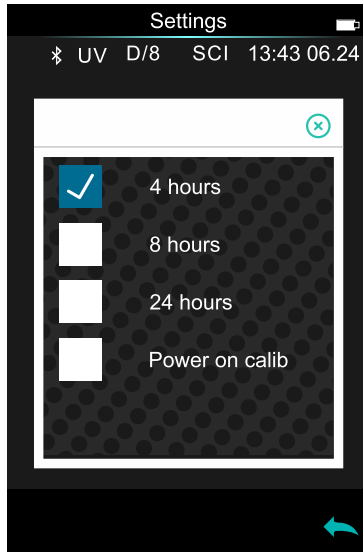 Settings
UV D/8 SCI 13:43 06.24
4 hours
8 hours
24 hours
Power on calib